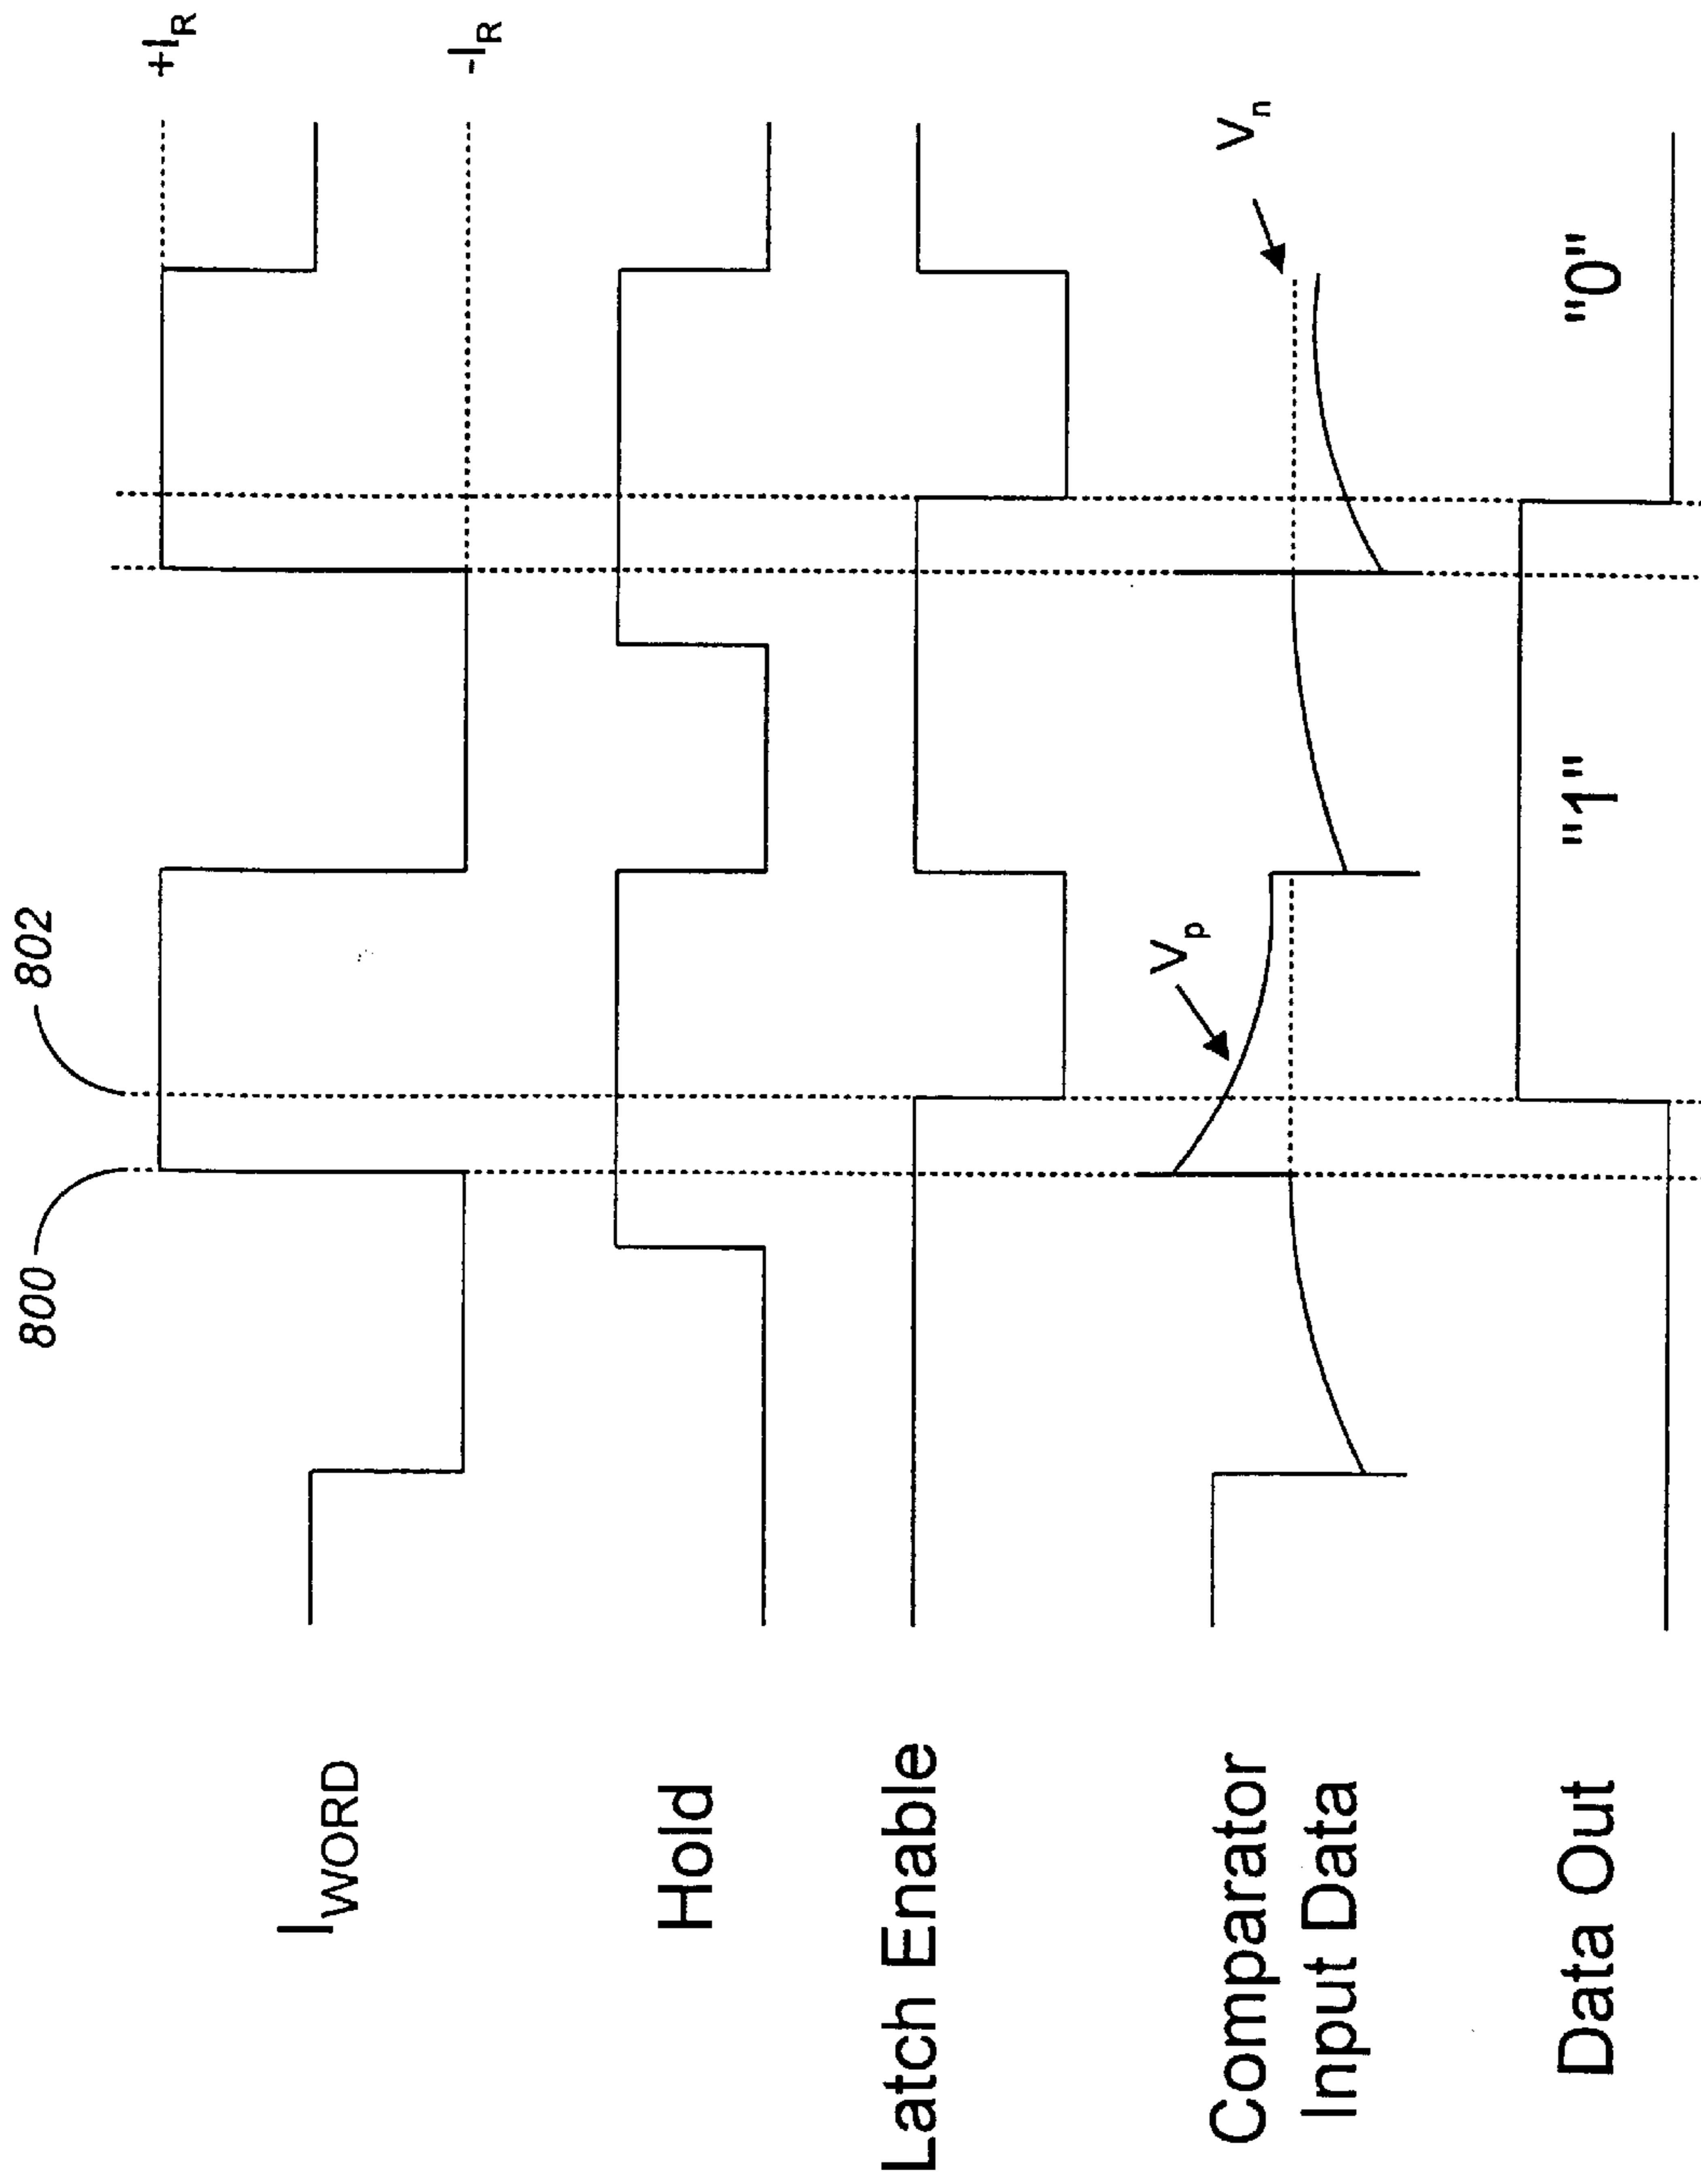 800
802
+I_R
-I_R
I_WORD
Hold
Latch Enable
V_p
V_n
Comparator
Input Data
"1"
"0"
Data Out